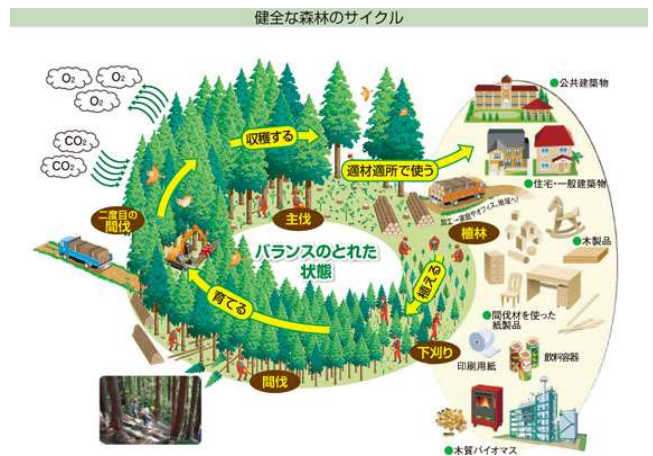 健全な森林のサイクル
O2
O2
O2
CO2
CO2
収穫する
適材適所で使う
公共建築物
住宅・一般建築物
加工→家庭やオフィス、地域へ!
二度目の
間伐
主伐
植林
バランスのとれた
状態
植える
育てる
木製品
間伐材を使った
紙製品
下刈り
間伐
印刷用紙
飲料容器
木質バイオマス